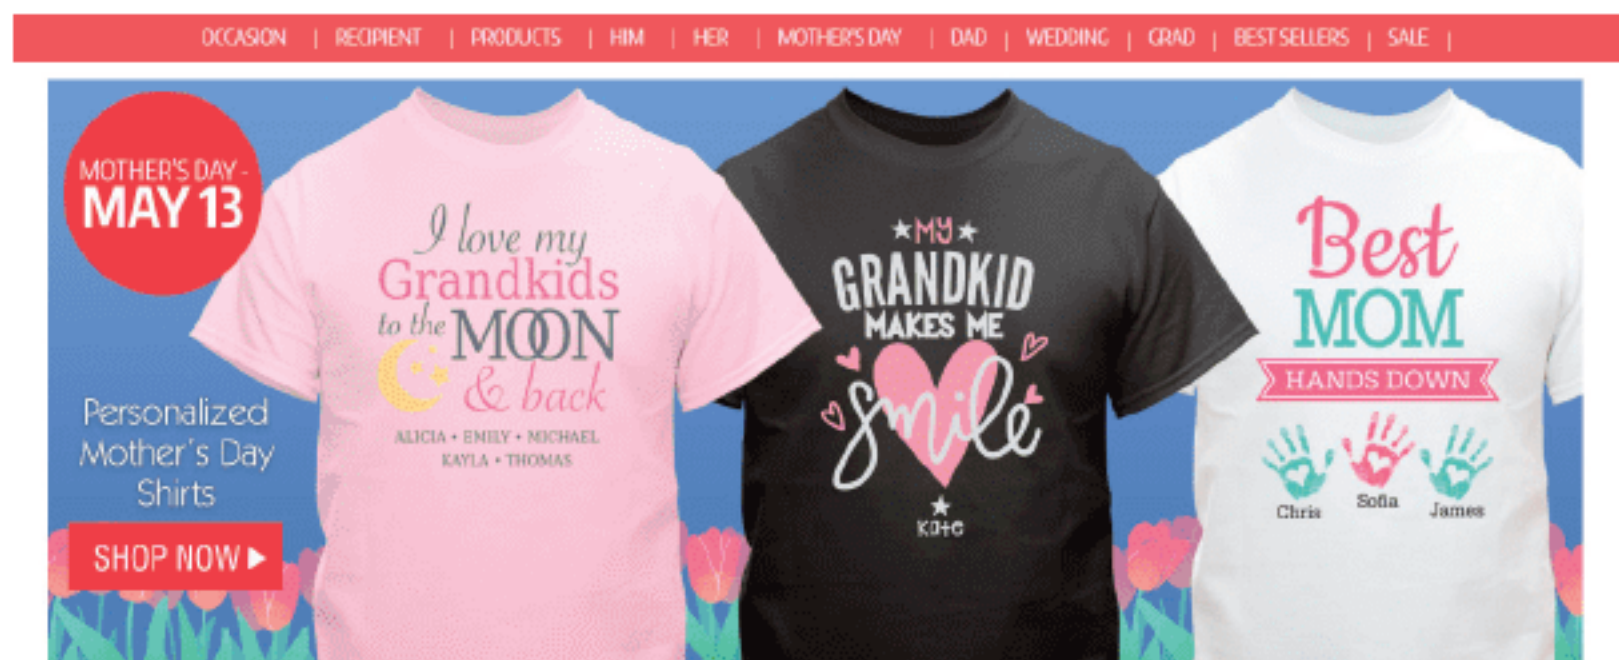 OCCASION | RECIPIENT | PRODUCTS | HIM | HER | MOTHER'S DAY | DAD | WEDDING | GRAD | BEST SELLERS | SALE |
MOTHER'S DAY -
MAY 13
Personalized
Mother's Day
Shirts
SHOP NOW
I love my
Grandkids
to the MOON
& back
ALICIA • EMILY • MICHAEL
KAYLA • THOMAS
MY
GRANDKID
MAKES ME
smile
Kate
Best
MOM
HANDS DOWN
Chris Sofia James